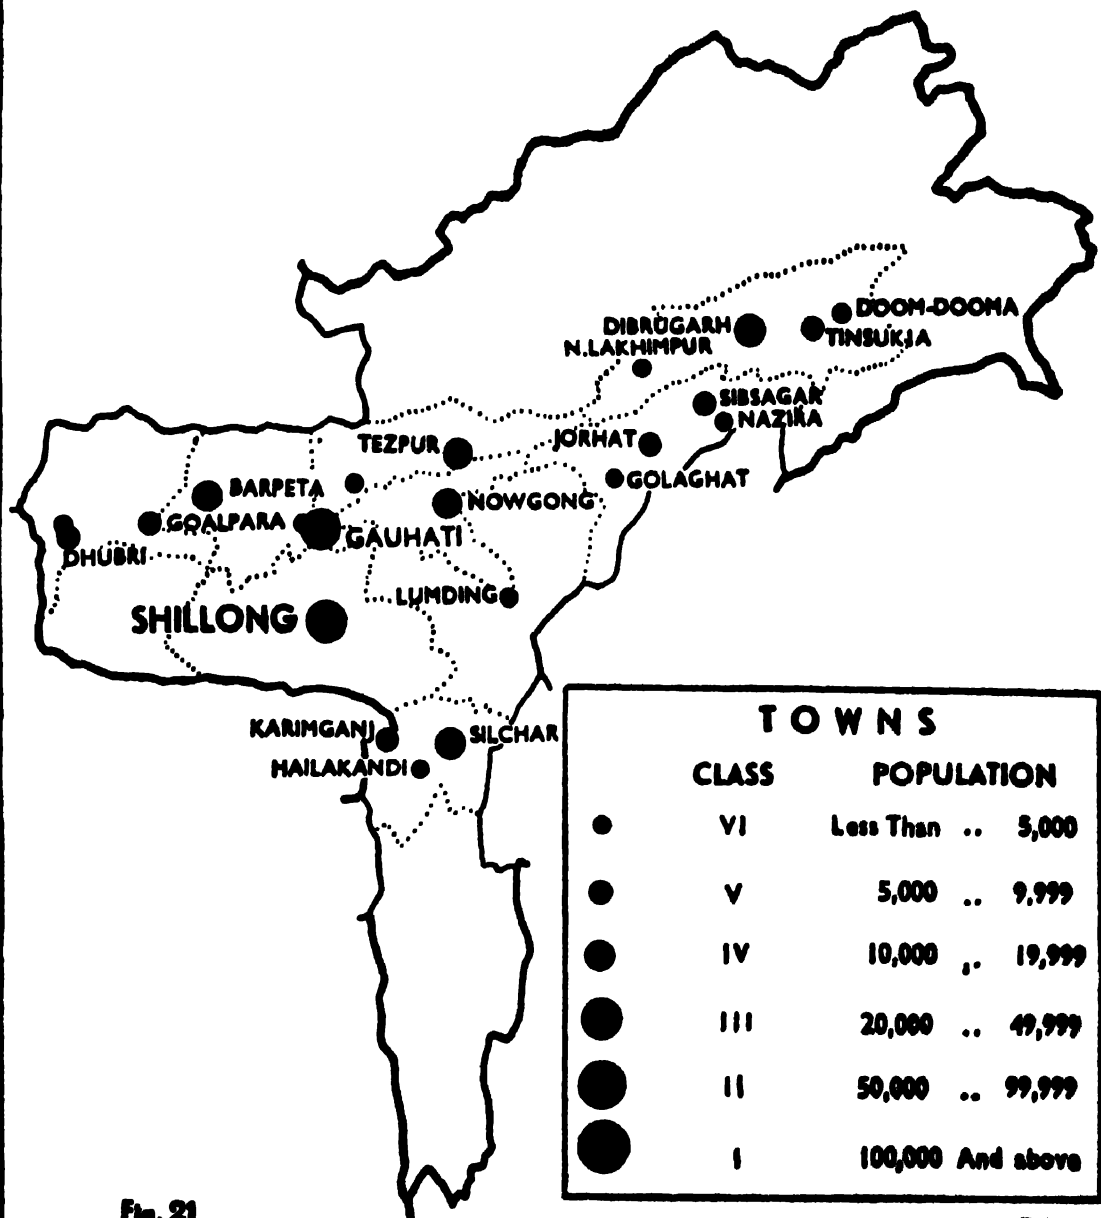 DOOM-DOOMA
DIBRUGARH
TINSUKIA
N.LAKHIMPUR
SIBSAGAR
NAZIRA
TEZPUR
JORHAT
GOLAGHAT
BARPETA
NOWGONG
GOALPARA
GAUHATI
DHUBRI
LUMDING
SHILLONG
KARIMGANJ
SILCHAR
HAILAKANDI
TOWNS
CLASS POPULATION
VI Less Than .. 5,000
V 5,000 .. 9,999
IV 10,000 .. 19,999
III 20,000 .. 49,999
II 50,000 .. 99,999
I 100,000 And above
Fig. 21